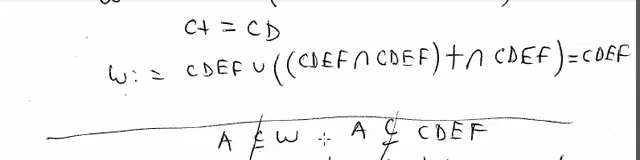 C+ = CD
W := CDEF ∪ ((CDEF ∩ CDEF)+ ∩ CDEF) = CDEF
A ⊄ W ÷ A ⊄ CDEF